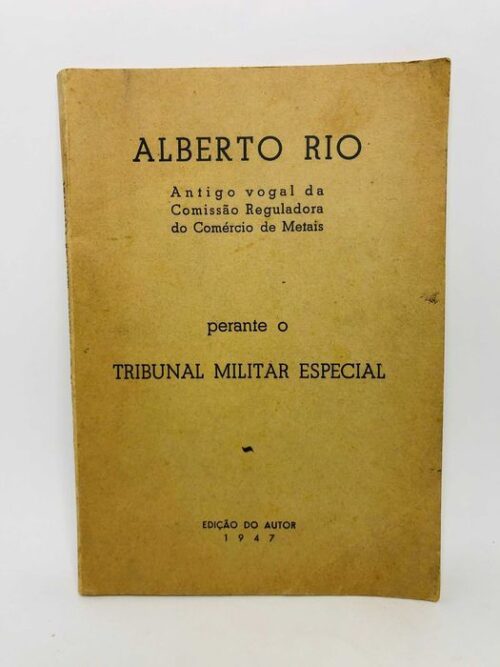 ALBERTO RIO
Antigo vogal da
Comissão Reguladora
do Comércio de Metais
perante o
TRIBUNAL MILITAR ESPECIAL
EDIÇÃO DO AUTOR
1947